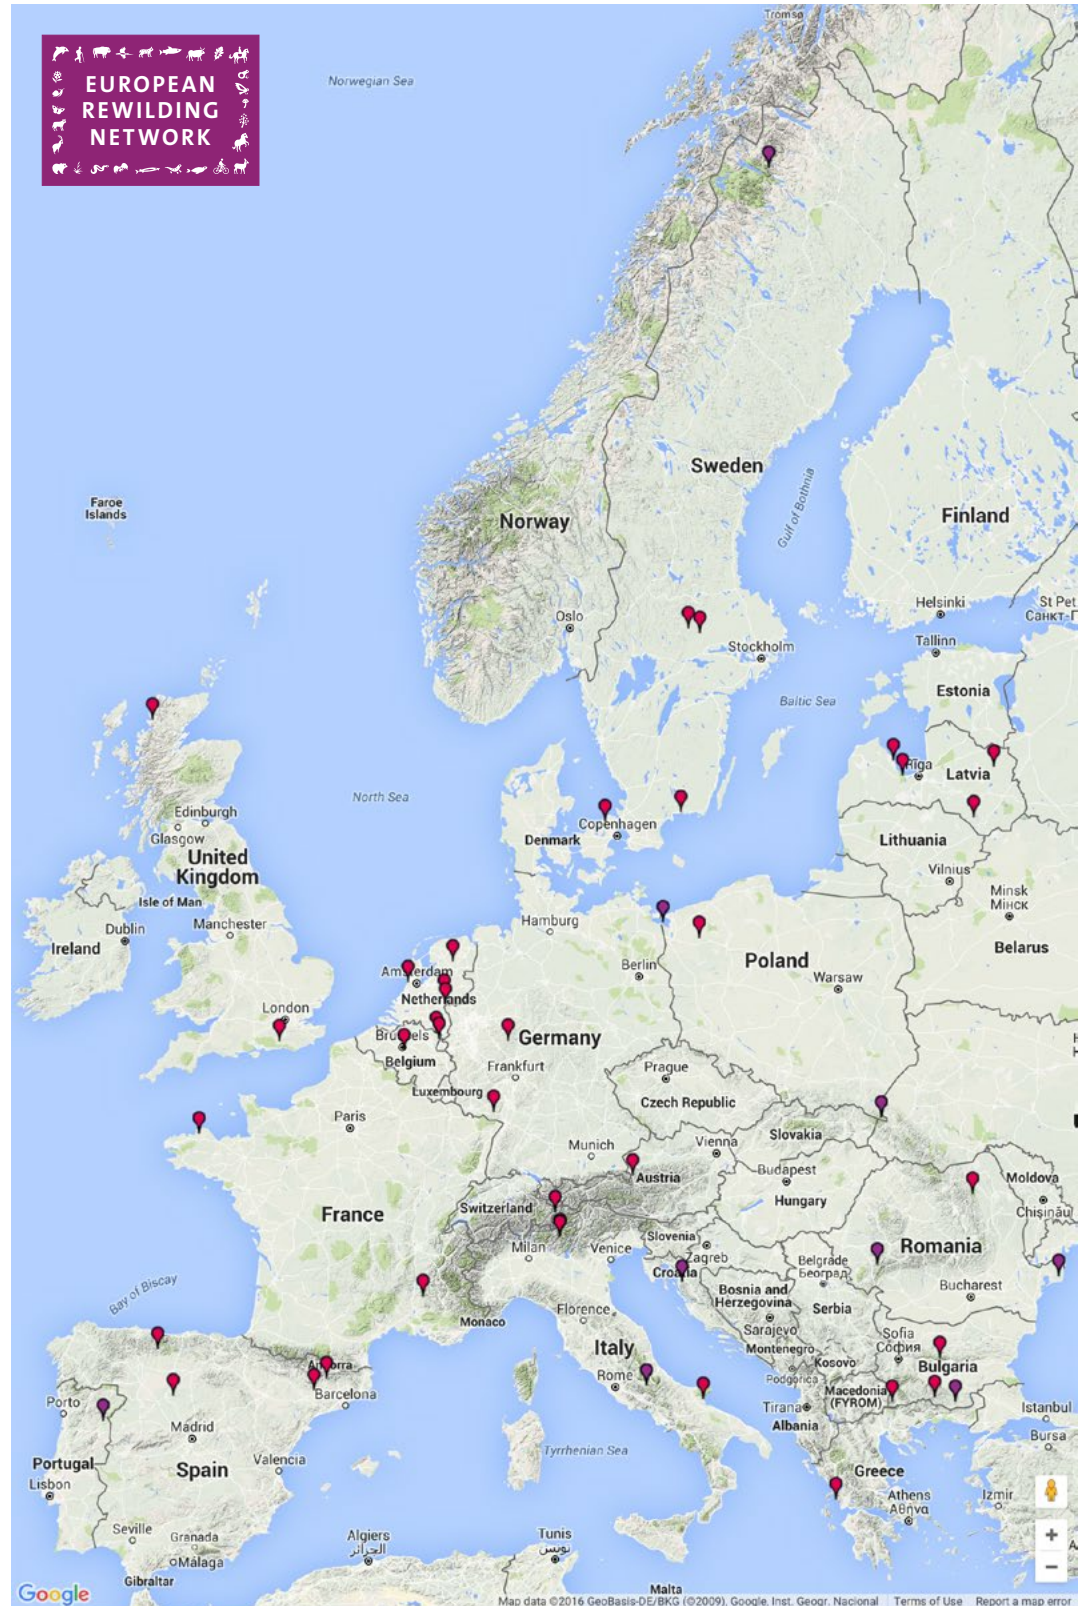 EUROPEAN
REWILDING
NETWORK
Tromsø
Norwegian Sea
Sweden
Gulf of Bothnia
Faroe
Islands
Norway
Finland
Oslo
Helsinki
St Pet
Санкт-П
Stockholm
Tallinn
Estonia
Baltic Sea
North Sea
Rīga
Latvia
Edinburgh
Glasgow
United
Kingdom
Copenhagen
Denmark
Lithuania
Vilnius
Isle of Man
Minsk
Мінск
Dublin
Manchester
Ireland
Hamburg
Belarus
Amsterdam
Berlin
Poland
Warsaw
Netherlands
London
Brussels
Belgium
Germany
Frankfurt
Luxembourg
Prague
Czech Republic
Paris
Munich
Vienna
Slovakia
Austria
Budapest
Hungary
Moldova
Chișinău
Switzerland
France
Slovenia
Milan
Venice
Zagreb
Croatia
Romania
Belgrade
Београд
Bucharest
Bay of Biscay
Bosnia and
Herzegovina
Serbia
Monaco
Florence
Sarajevo
Montenegro
Sofia
София
Italy
Kosovo
Bulgaria
Andorra
Rome
Podgorica
Barcelona
Macedonia
(FYROM)
Porto
Tirana
Istanbul
Albania
Bursa
Madrid
Tyrrhenian Sea
Portugal
Spain
Valencia
Greece
Lisbon
Athens
Αθήνα
Izmir
Seville
Granada
Málaga
Algiers
الجزائر
Tunis
تونس
Gibraltar
Malta
+
−
Google
Map data ©2016 GeoBasis-DE/BKG (©2009), Google, Inst. Geogr. Nacional Terms of Use Report a map error